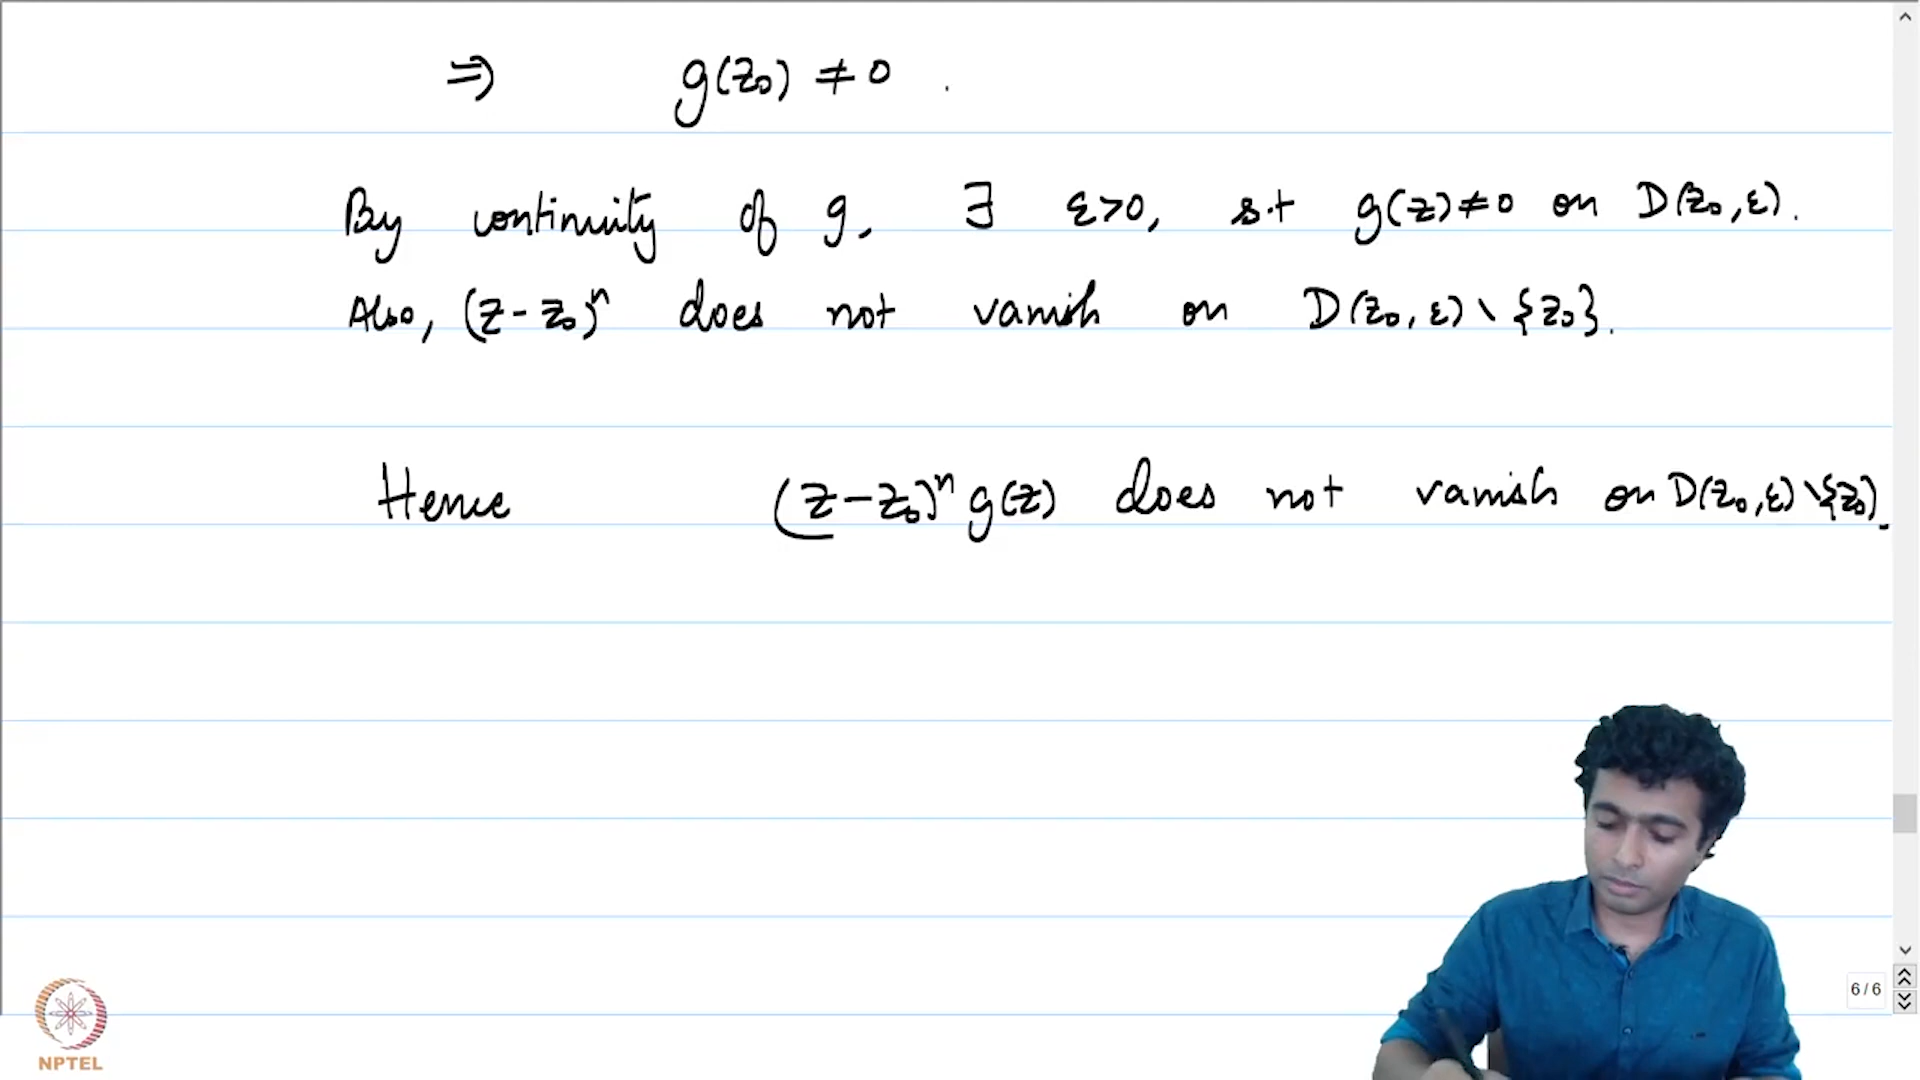 ⇒ g(z₀) ≠ 0 .
By continuity of g, ∃ ε>0, s.t g(z)≠0 on D(z₀,ε).
Also, (z-z₀)ⁿ does not vanish on D(z₀,ε)\{z₀}.
Hence (z-z₀)ⁿ g(z) does not vanish on D(z₀,ε)\{z₀}.
6 / 6
NPTEL